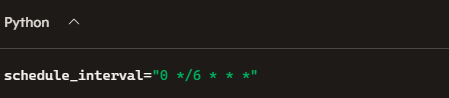 Python
schedule_interval="0 */6 * * *"